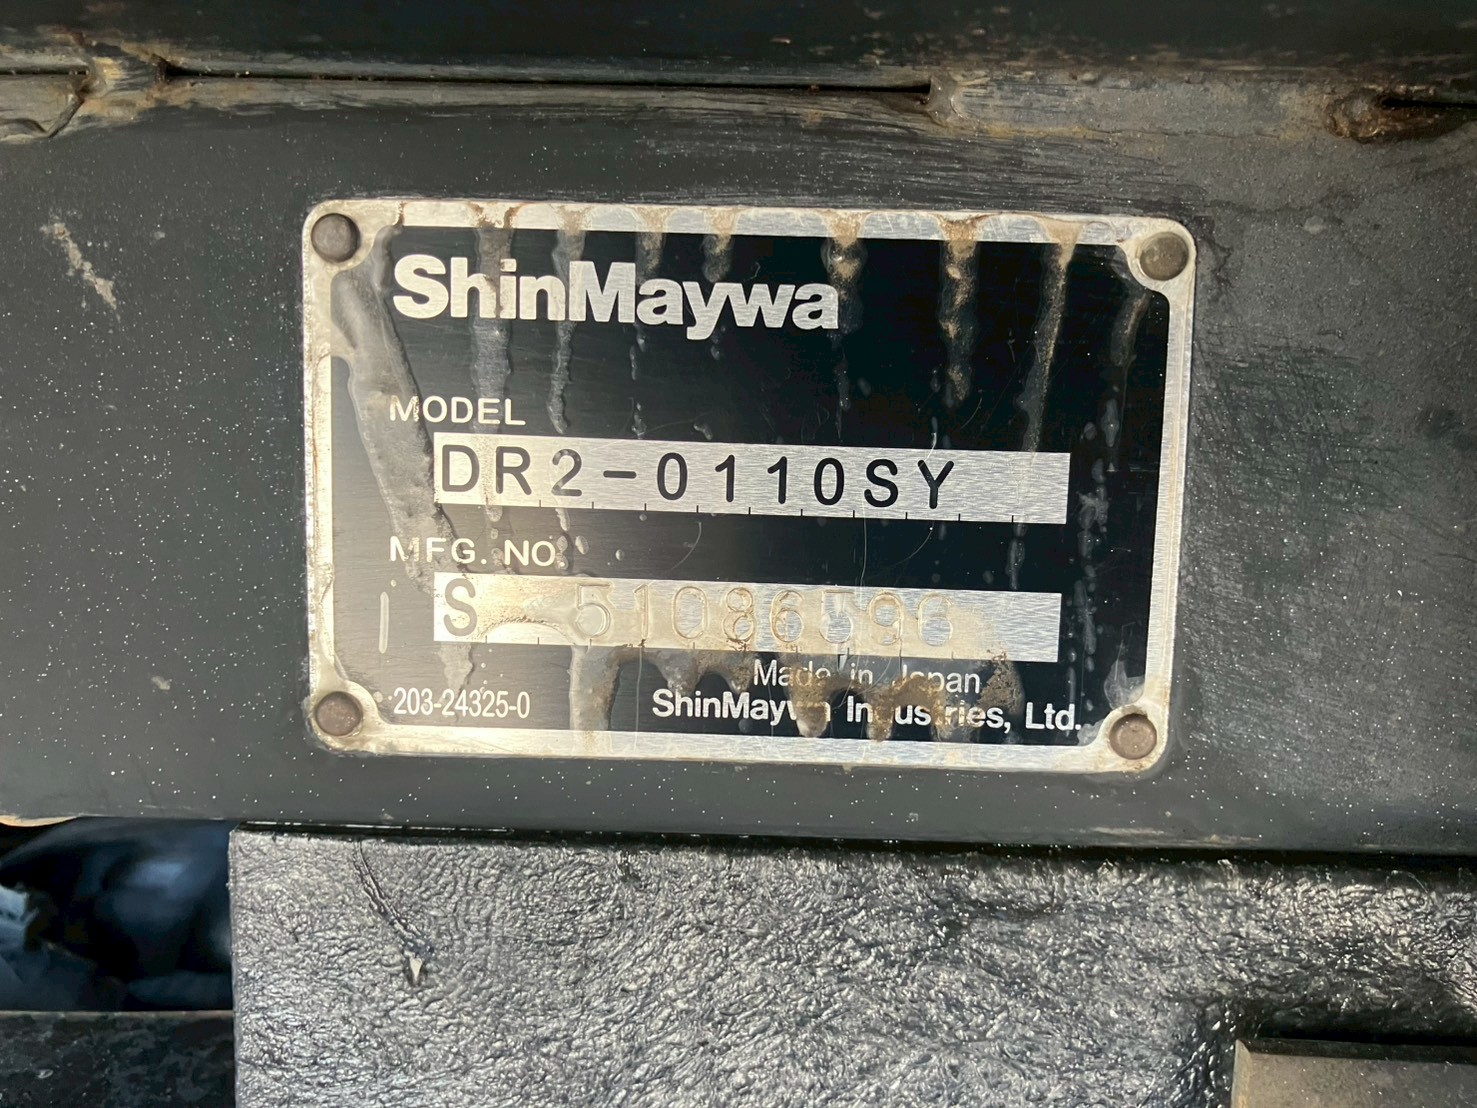 ShinMaywa
MODEL
DR2-0110SY
MFG. NO.
S 51086596
Made in Japan
203-24325-0
ShinMaywa Industries, Ltd.